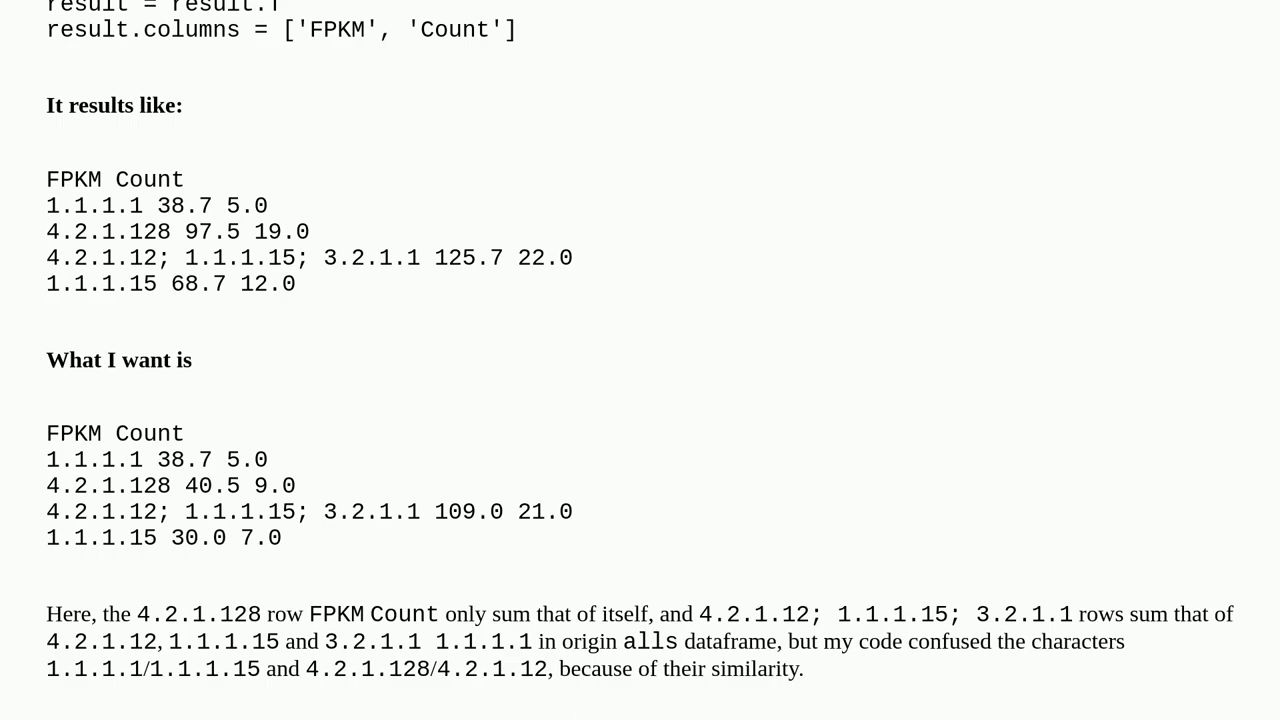 result = result.T
result.columns = ['FPKM', 'Count']
It results like:
FPKM Count
1.1.1.1 38.7 5.0
4.2.1.128 97.5 19.0
4.2.1.12; 1.1.1.15; 3.2.1.1 125.7 22.0
1.1.1.15 68.7 12.0
What I want is
FPKM Count
1.1.1.1 38.7 5.0
4.2.1.128 40.5 9.0
4.2.1.12; 1.1.1.15; 3.2.1.1 109.0 21.0
1.1.1.15 30.0 7.0
Here, the 4.2.1.128 row FPKM Count only sum that of itself, and 4.2.1.12; 1.1.1.15; 3.2.1.1 rows sum that of
4.2.1.12, 1.1.1.15 and 3.2.1.1 1.1.1.1 in origin alls dataframe, but my code confused the characters
1.1.1.1/1.1.1.15 and 4.2.1.128/4.2.1.12, because of their similarity.